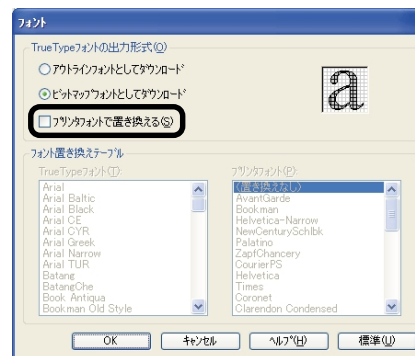 フォント
TrueTypeフォントの出力形式(O)
アウトラインフォントとしてダウンロード
ビットマップフォントとしてダウンロード
プリンタフォントで置き換える(S)
a
フォント置き換えテーブル
TrueTypeフォント(T):
Arial
Arial Baltic
Arial Black
Arial CE
Arial CYR
Arial Greek
Arial Narrow
Arial TUR
Batang
BatangChe
Book Antiqua
Bookman Old Style
プリンタフォント(P):
(置き換えなし)
AvantGarde
Bookman
Helvetica-Narrow
NewCenturySchlbk
Palatino
ZapfChancery
CourierPS
Helvetica
Times
Coronet
Clarendon Condensed
OK
キャンセル
ヘルプ(H)
標準(U)